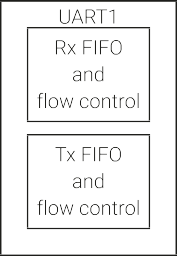 UART1
Rx FIFO
and
flow control
Tx FIFO
and
flow control